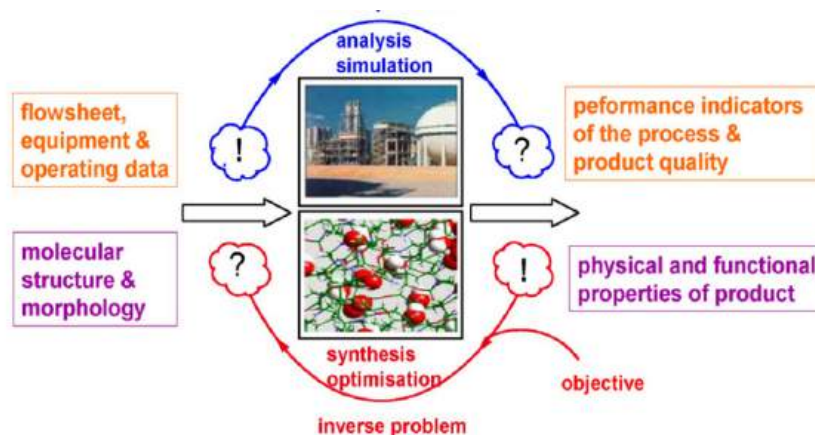 analysis
simulation
flowsheet,
equipment &
operating data
!
?
peformance indicators
of the process &
product quality
molecular
structure &
morphology
?
!
physical and functional
properties of product
synthesis
optimisation
objective
inverse problem